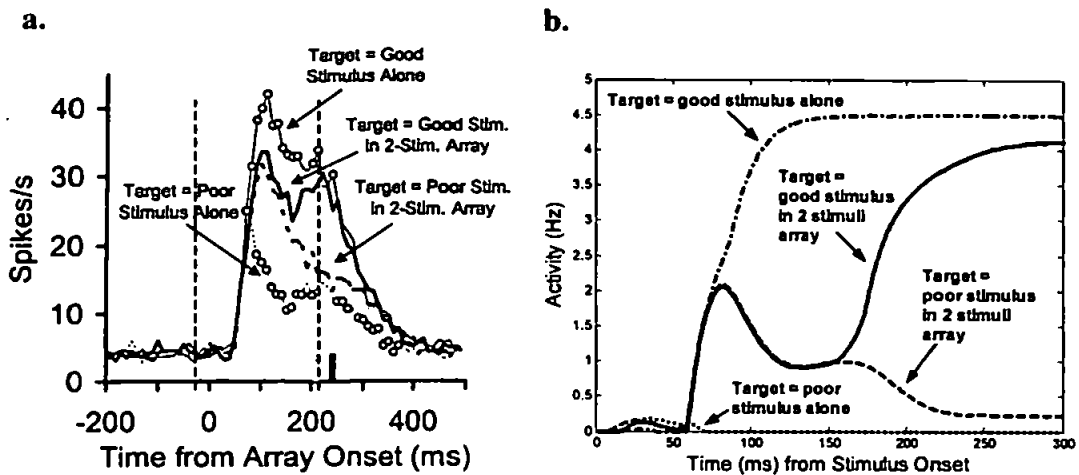 a.
Target = Good
Stimulus Alone
Target = Good Stim.
in 2-Stim. Array
Target = Poor
Stimulus Alone
Target = Poor Stim.
in 2-Stim. Array
Spikes/s
40
30
20
10
0
-200
0
200
400
Time from Array Onset (ms)
b.
Target = good stimulus alone
Target =
good stimulus
in 2 stimuli
array
Target =
poor stimulus
in 2 stimuli
array
Target = poor
stimulus alone
Activity (Hz)
5
4.5
4
3.5
3
2.5
2
1.5
1
0.5
0
0
50
100
150
200
250
300
Time (ms) from Stimulus Onset